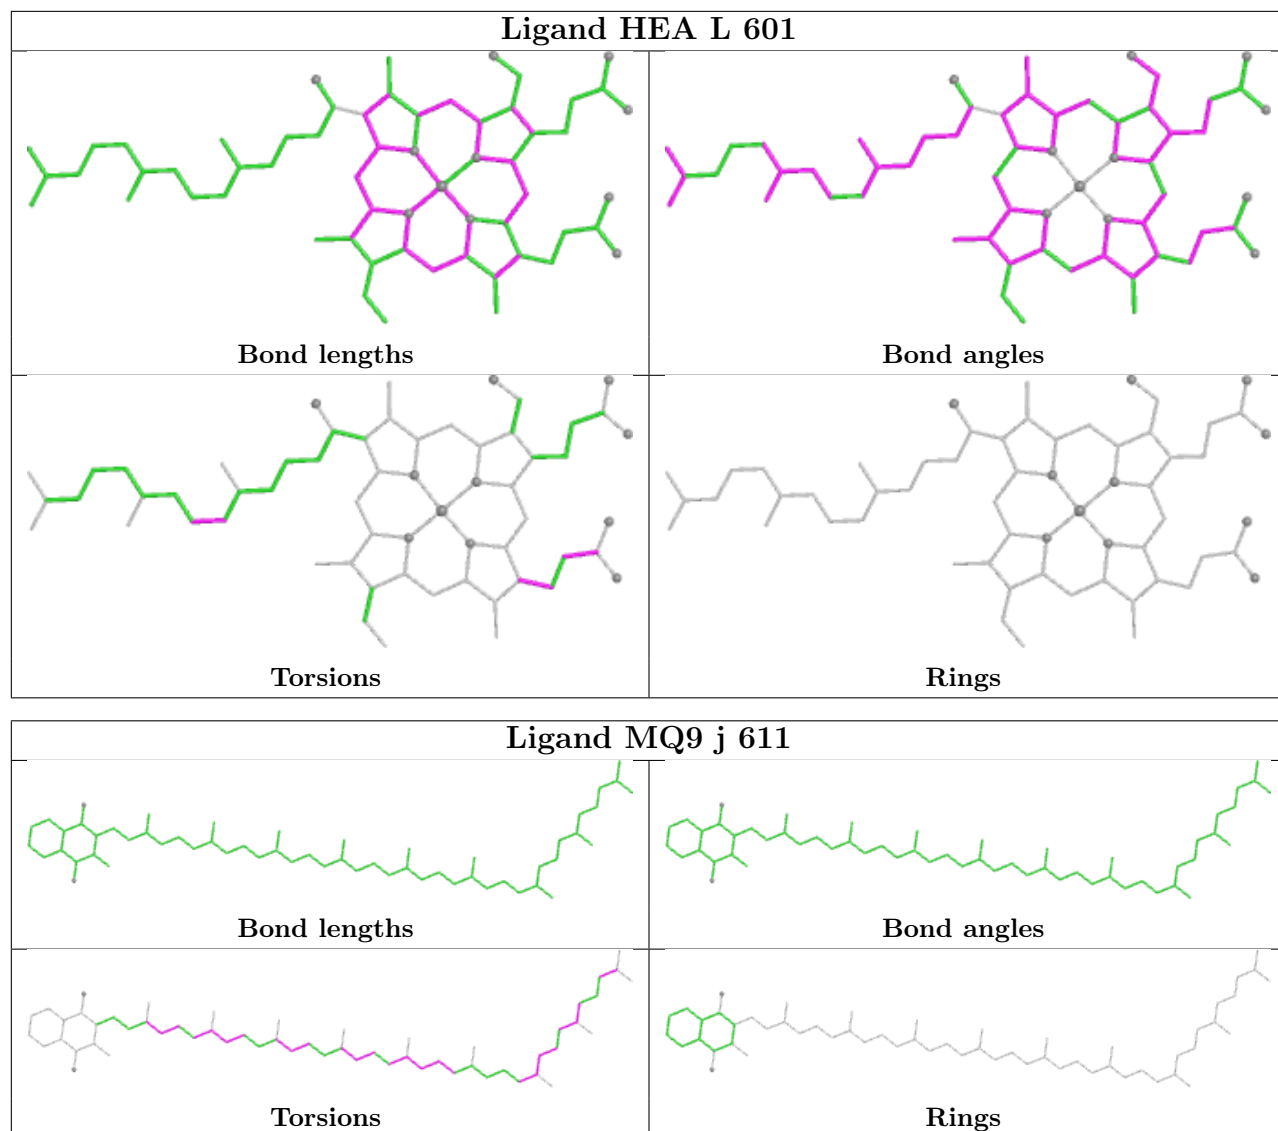 Ligand HEA L 601
Bond lengths
Bond angles
Torsions
Rings
Ligand MQ9 j 611
Bond lengths
Bond angles
Torsions
Rings